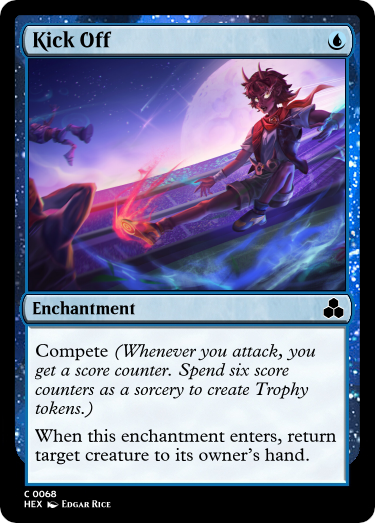 Kick Off
Enchantment
Compete (Whenever you attack, you
get a score counter. Spend six score
counters as a sorcery to create Trophy
tokens.)
When this enchantment enters, return
target creature to its owner's hand.
C 0068
HEX Edgar Rice